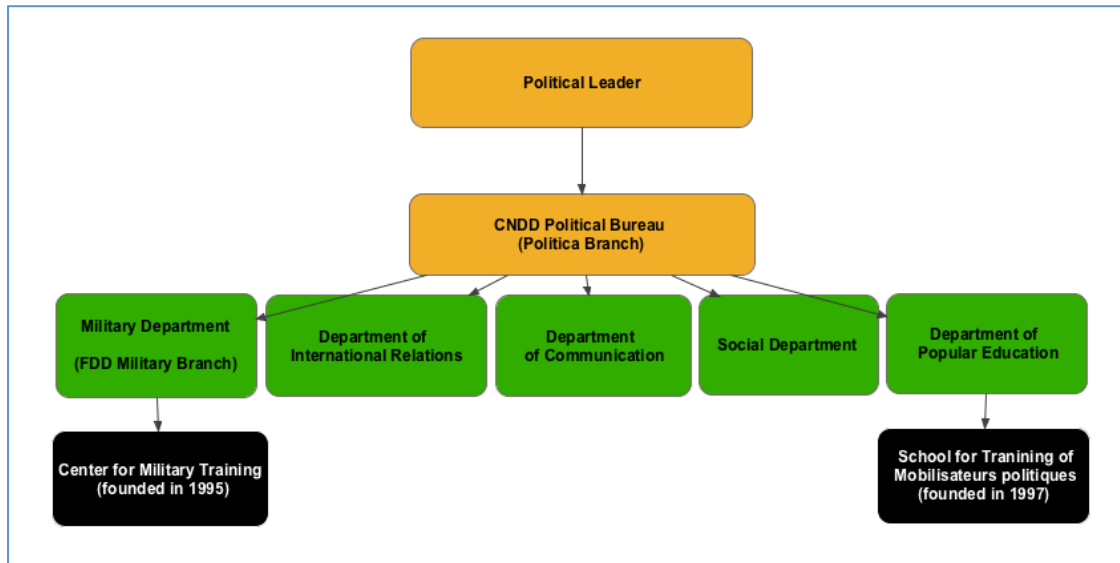 Political Leader
CNDD Political Bureau
(Politica Branch)
Military Department
(FDD Military Branch)
Department of
International Relations
Department
of Communication
Social Department
Department of
Popular Education
Center for Military Training
(founded in 1995)
School for Tranining of
Mobilisateurs politiques
(founded in 1997)